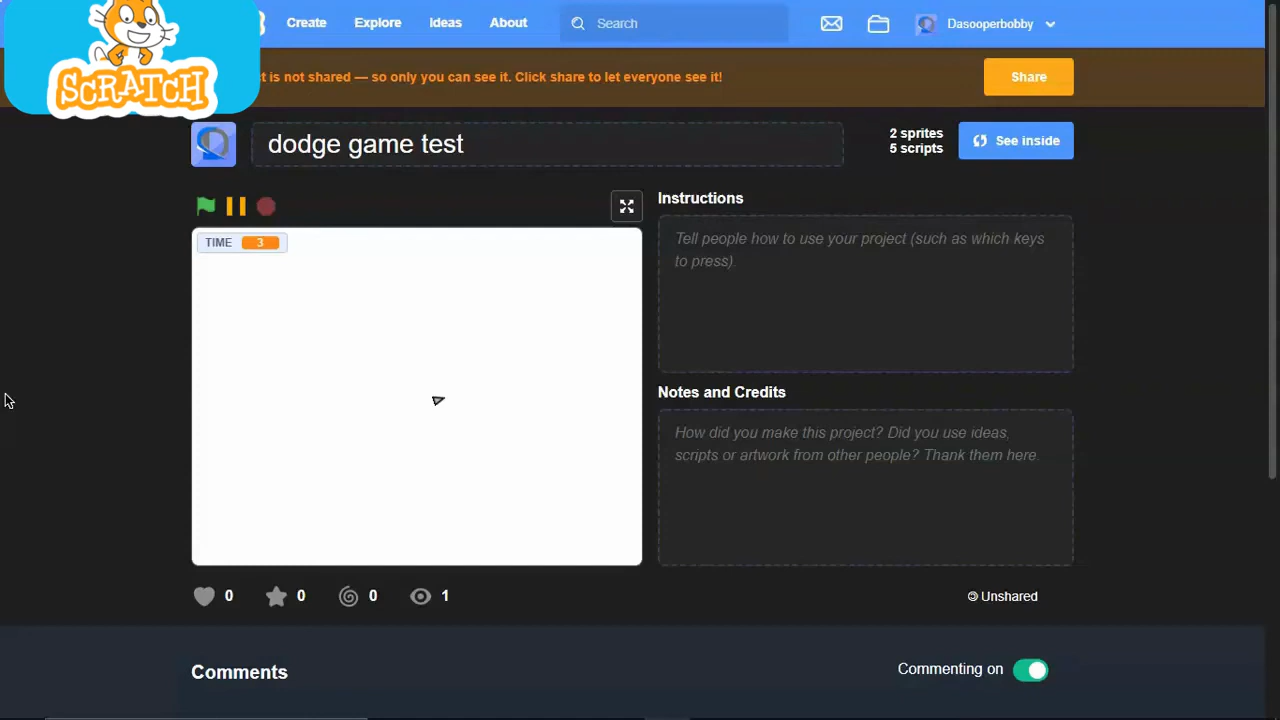 Create
Explore
Ideas
About
Search
Dasooperbobby
SCRATCH
t is not shared — so only you can see it. Click share to let everyone see it!
Share
dodge game test
2 sprites
5 scripts
See inside
Instructions
TIME 3
Tell people how to use your project (such as which keys
to press).
Notes and Credits
How did you make this project? Did you use ideas,
scripts or artwork from other people? Thank them here.
0
0
0
1
Unshared
Comments
Commenting on